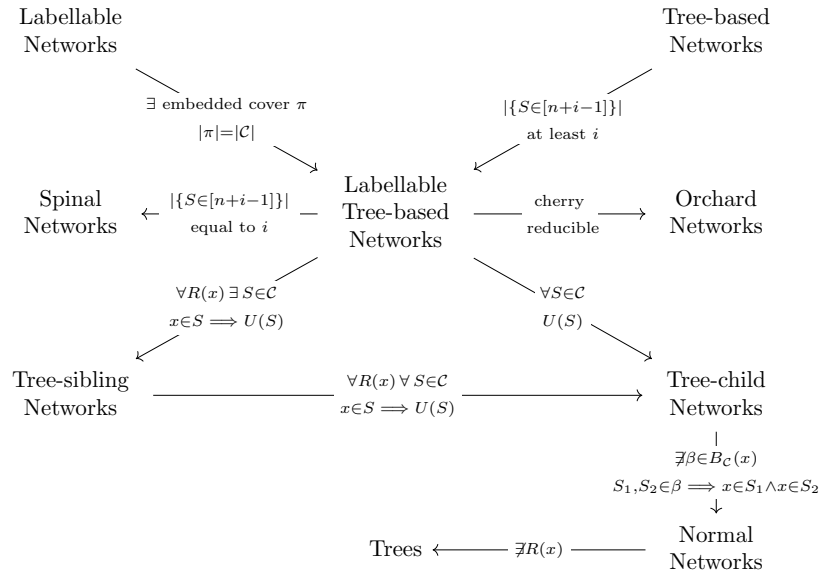 Labellable
Networks
Tree-based
Networks
∃ embedded cover π
|π|=|𝒞|
|{S∈[n+i−1]}|
at least i
Spinal
Networks
|{S∈[n+i−1]}|
equal to i
Labellable
Tree-based
Networks
cherry
reducible
Orchard
Networks
∀R(x) ∃ S∈𝒞
x∈S ⟹ U(S)
∀S∈𝒞
U(S)
Tree-sibling
Networks
∀R(x) ∀ S∈𝒞
x∈S ⟹ U(S)
Tree-child
Networks
∄β∈B𝒞(x)
S₁,S₂∈β ⟹ x∈S₁∧x∈S₂
Trees
∄R(x)
Normal
Networks